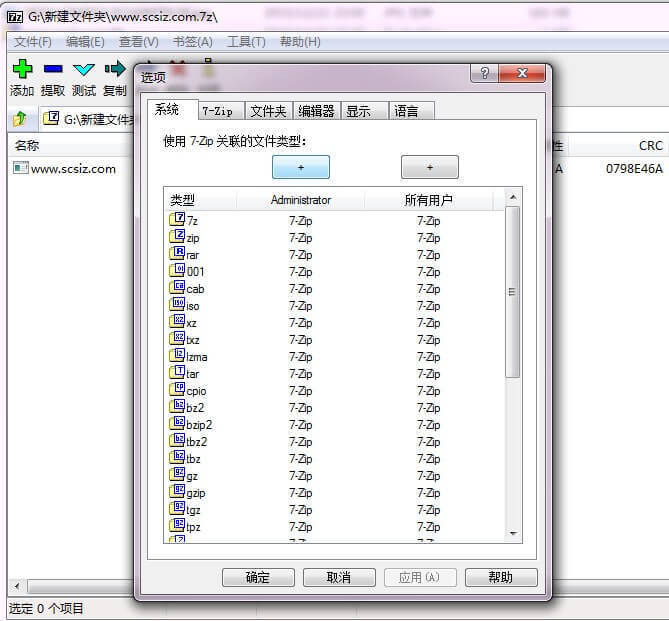 G:\新建文件夹\www.scsiz.com.7z\
文件(F) 编辑(E) 查看(V) 书签(A) 工具(T) 帮助(H)
添加 提取 测试 复制
G:\新建文件夹
名称 性 CRC
www.scsiz.com A 0798E46A
选项
系统 7-Zip 文件夹 编辑器 显示 语言
使用 7-Zip 关联的文件类型:
+ +
类型 Administrator 所有用户
7z 7-Zip 7-Zip
zip 7-Zip 7-Zip
rar 7-Zip 7-Zip
001 7-Zip 7-Zip
cab 7-Zip 7-Zip
iso 7-Zip 7-Zip
xz 7-Zip 7-Zip
txz 7-Zip 7-Zip
lzma 7-Zip 7-Zip
tar 7-Zip 7-Zip
cpio 7-Zip 7-Zip
bz2 7-Zip 7-Zip
bzip2 7-Zip 7-Zip
tbz2 7-Zip 7-Zip
tbz 7-Zip 7-Zip
gz 7-Zip 7-Zip
gzip 7-Zip 7-Zip
tgz 7-Zip 7-Zip
tpz 7-Zip 7-Zip
确定 取消 应用(A) 帮助
选定 0 个项目